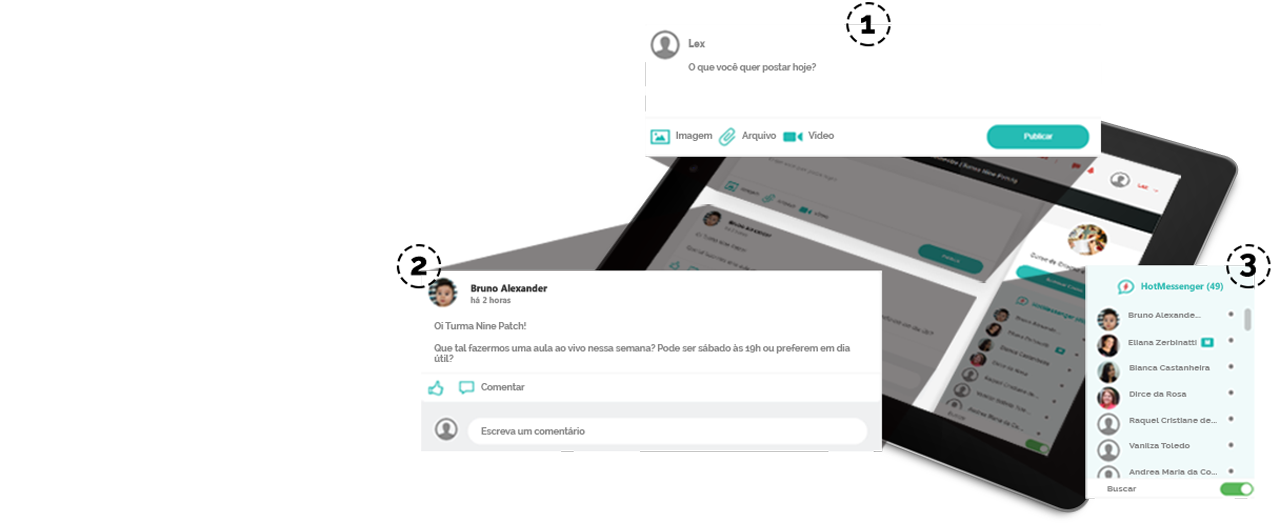 1
Lex
O que você quer postar hoje?
Imagem Arquivo Video
Publicar
2
Bruno Alexander
há 2 horas
Oi Turma Nine Patch!
Que tal fazermos uma aula ao vivo nessa semana? Pode ser sábado às 19h ou preferem em dia
útil?
Comentar
Escreva um comentário
3
HotMessenger (49)
Bruno Alexande...
Eliana Zerbinatti
Bianca Castanheira
Dirce da Rosa
Raquel Cristiane de...
Vanilza Toledo
Andrea Maria da Co...
Buscar